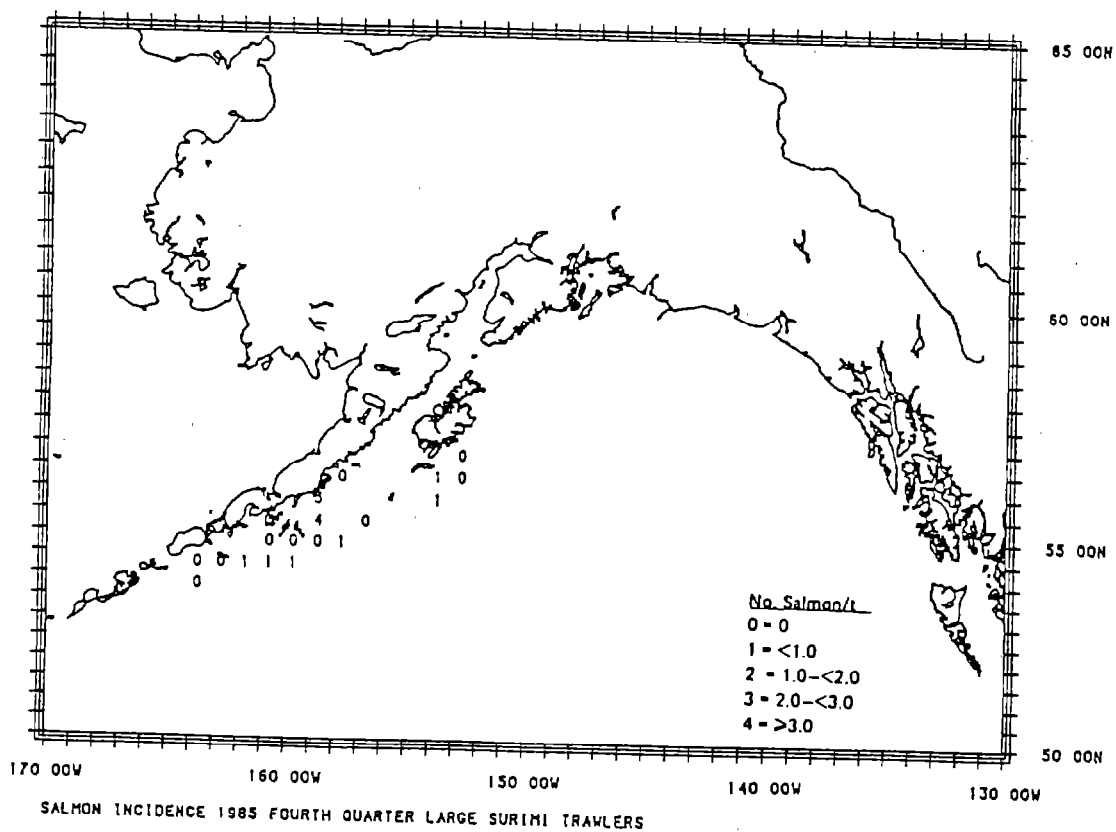 65 00N
60 00N
0
0 1 0
1
3
0 4 0
0 0 0 1
0 0 1 1 1
0
55 00N
No. Salmon/t
0 = 0
1 = <1.0
2 = 1.0-<2.0
3 = 2.0-<3.0
4 = >3.0
50 00N
170 00W 160 00W 150 00W 140 00W 130 00W
SALMON INCIDENCE 1985 FOURTH QUARTER LARGE SURIMI TRAWLERS